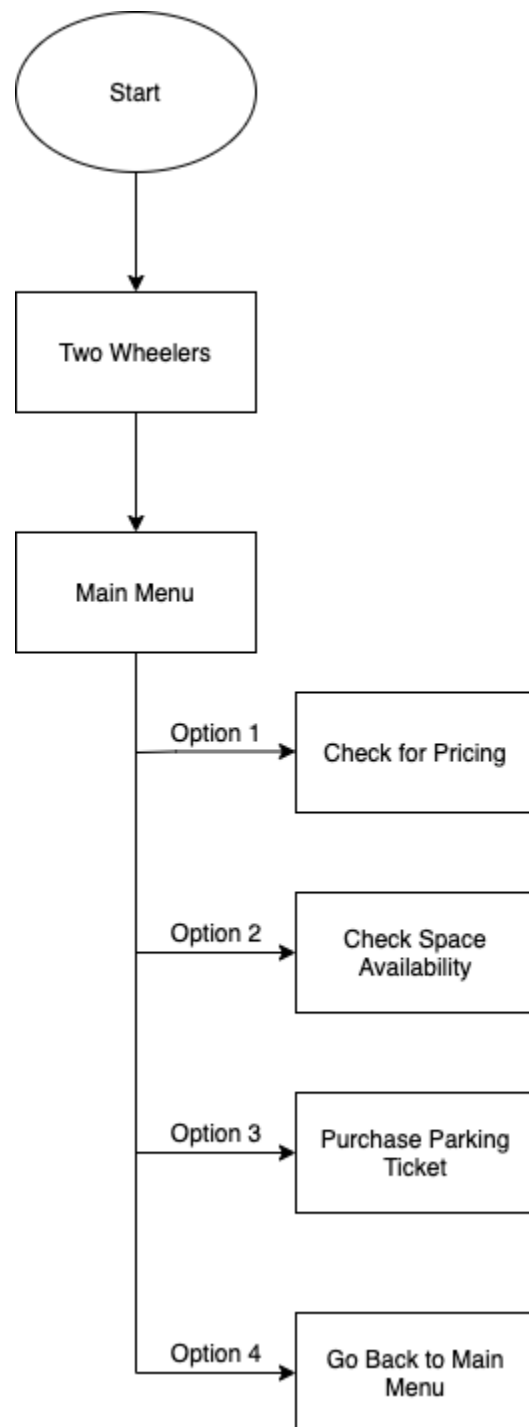 Start
Two Wheelers
Main Menu
Option 1
Check for Pricing
Option 2
Check Space
Availability
Option 3
Purchase Parking
Ticket
Option 4
Go Back to Main
Menu